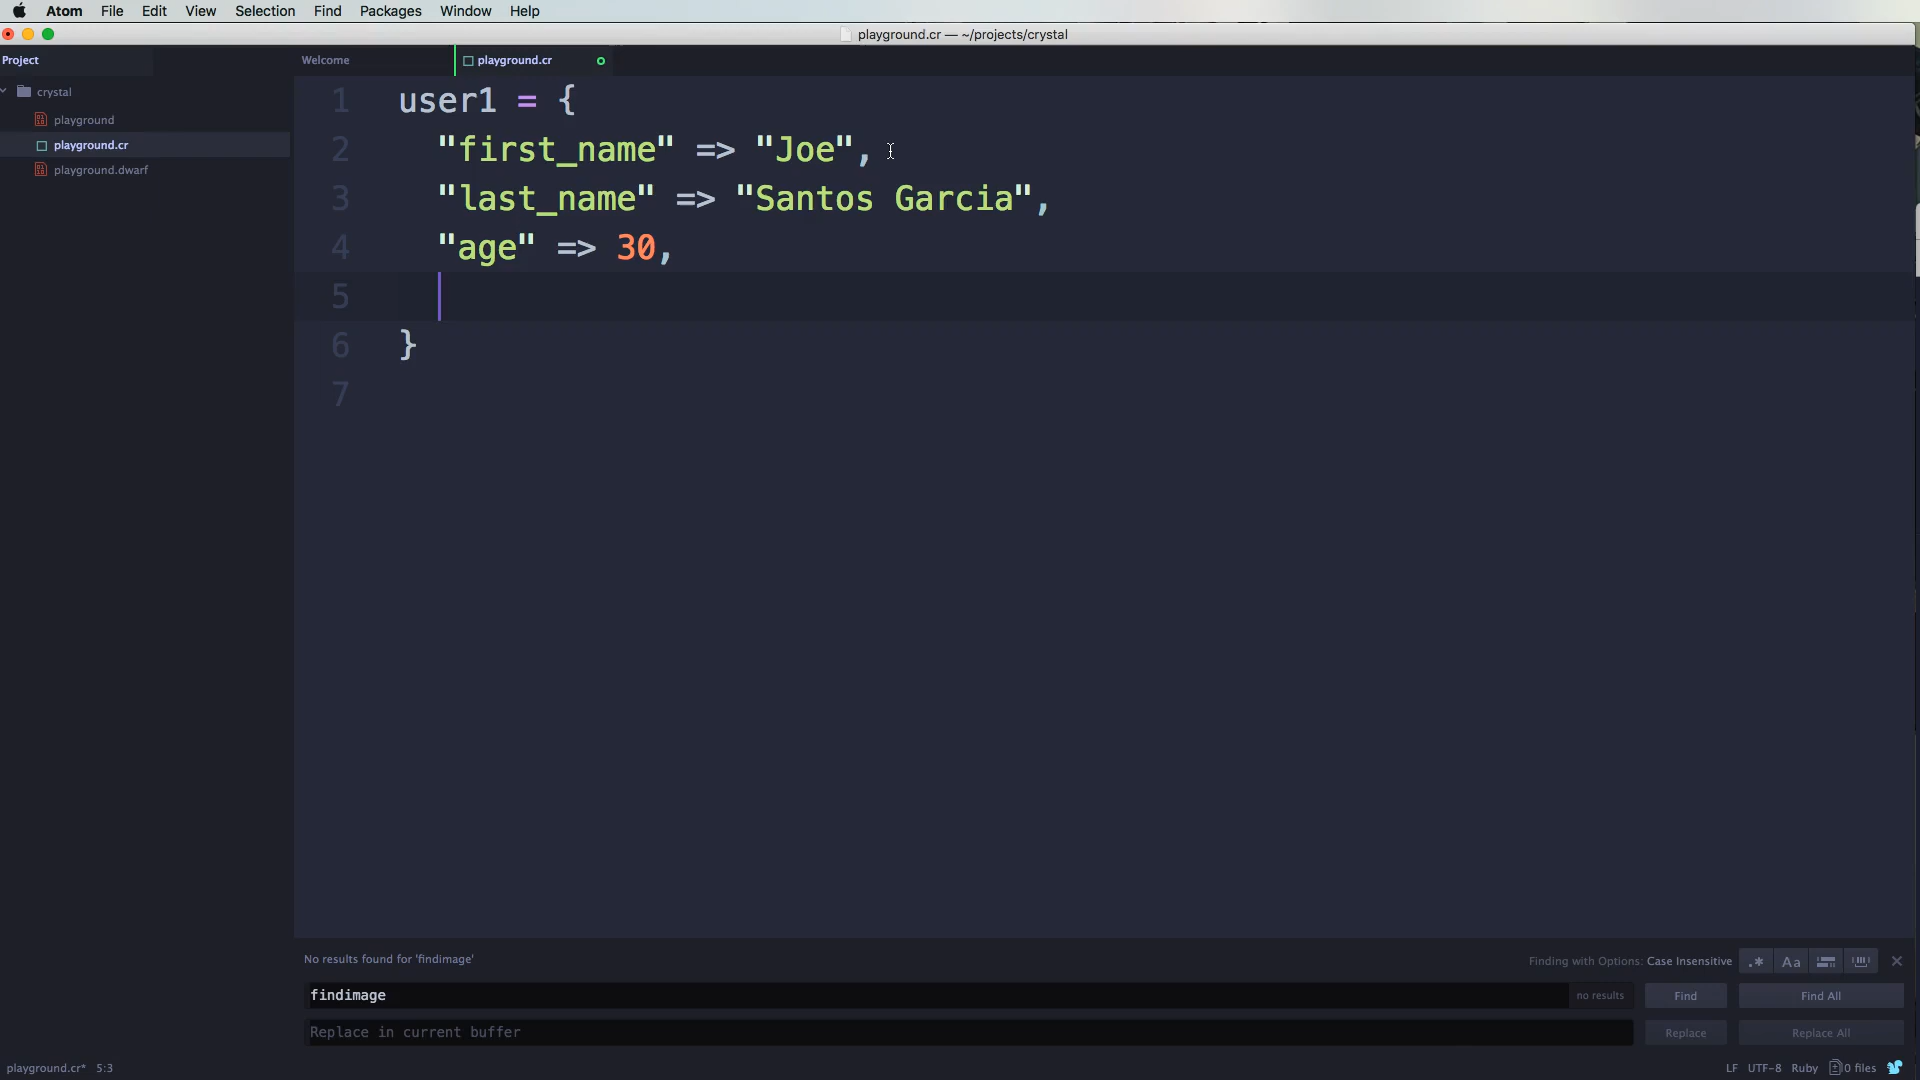 Atom File Edit View Selection Find Packages Window Help
playground.cr — ~/projects/crystal
Project
Welcome
playground.cr
crystal
playground
playground.cr
playground.dwarf
1 user1 = {
2 "first_name" => "Joe",
3 "last_name" => "Santos Garcia",
4 "age" => 30,
5
6 }
7
No results found for 'findimage'
Finding with Options: Case Insensitive
.* Aa
findimage
no results
Find
Find All
Replace in current buffer
Replace
Replace All
playground.cr* 5:3
LF UTF-8 Ruby 0 files